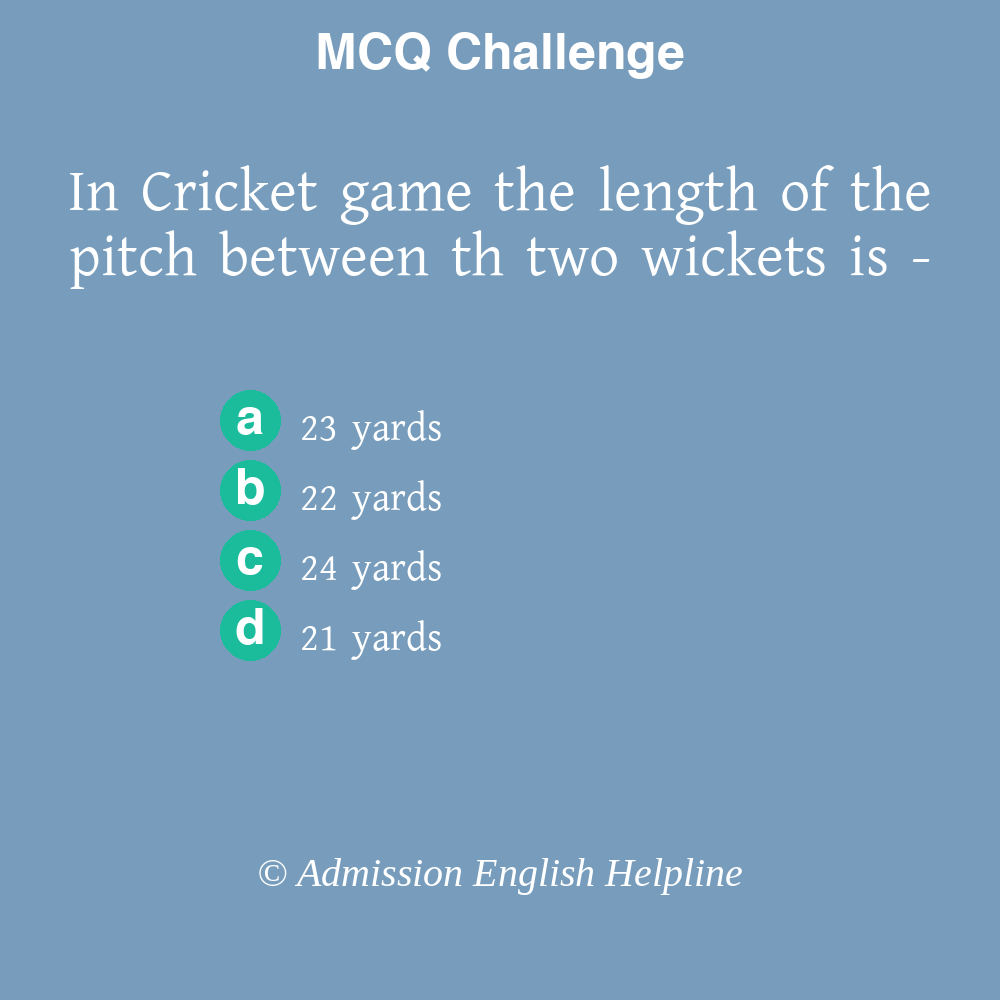 MCQ Challenge
In Cricket game the length of the
pitch between th two wickets is -
a 23 yards
b 22 yards
c 24 yards
d 21 yards
© Admission English Helpline